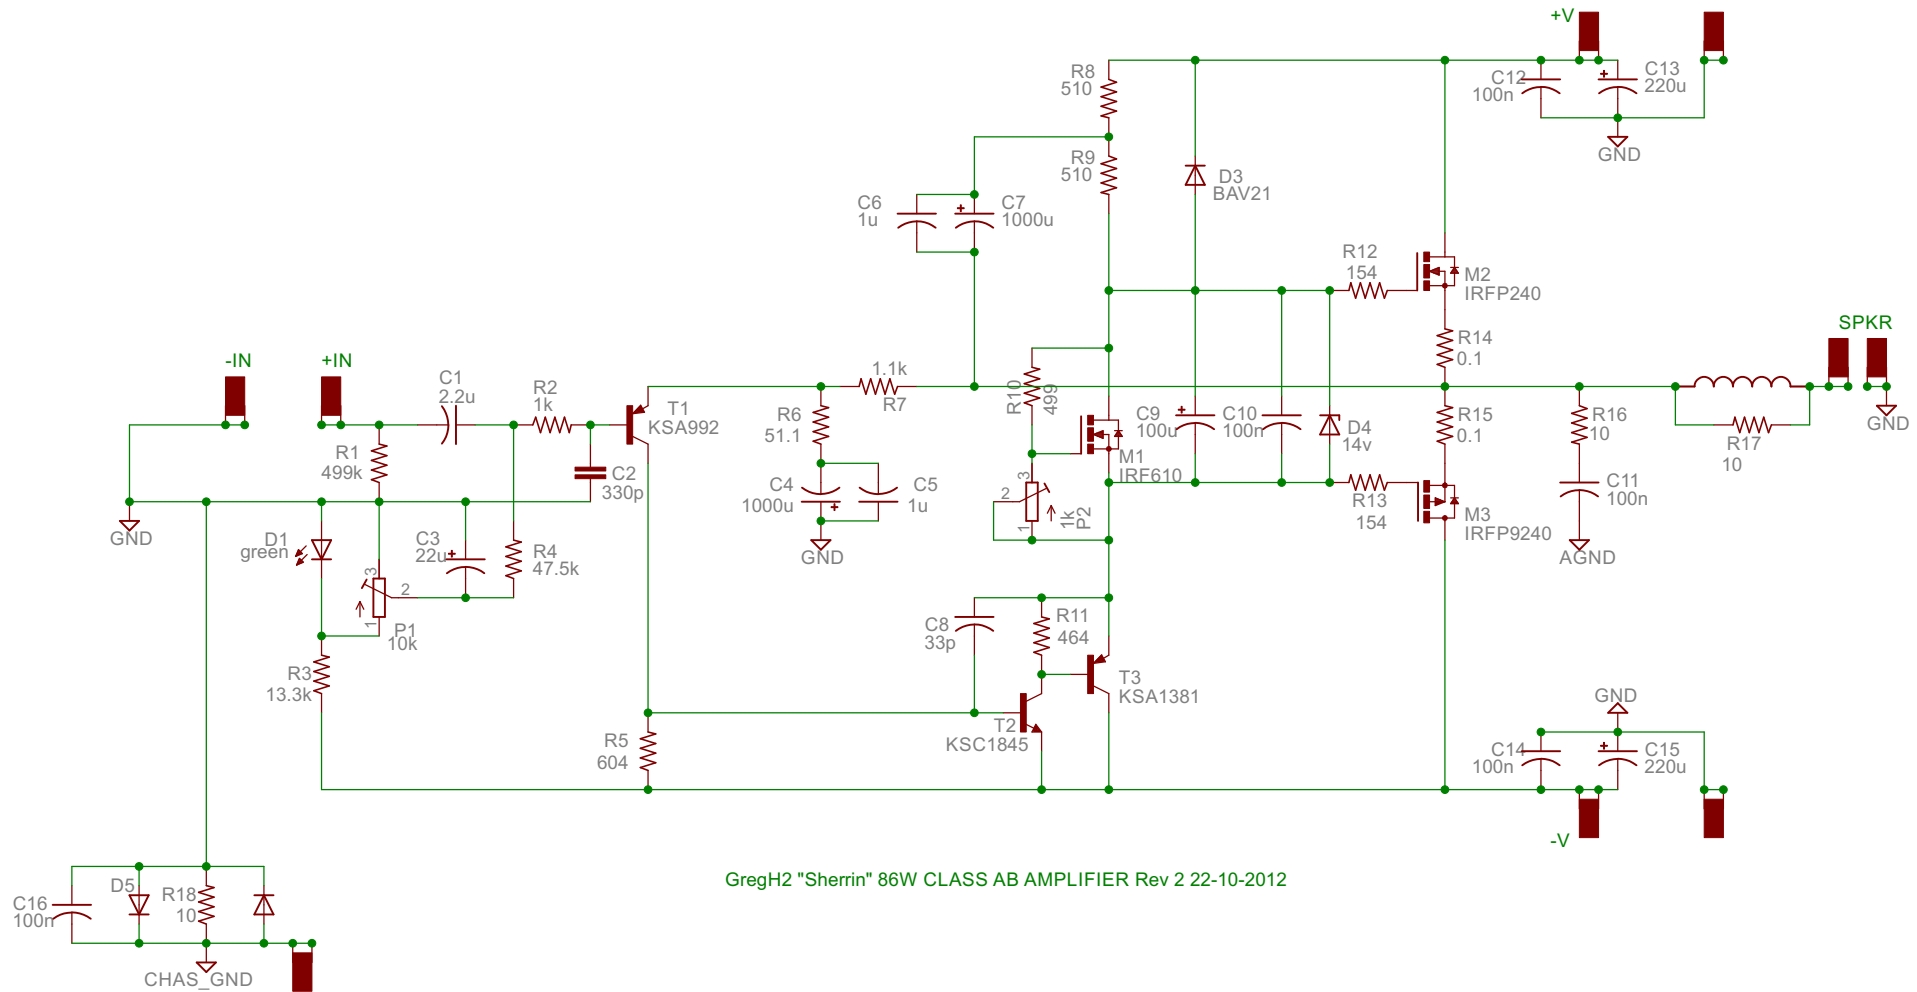 +V
C12
100n
C13
220u
GND
R8
510
R9
510
D3
BAV21
C6
1u
C7
1000u
R12
154
M2
IRFP240
R14
0.1
SPKR
GND
-IN
+IN
C1
2.2u
R2
1k
T1
KSA992
1.1k
R7
R6
51.1
R10
499
C9
100u
C10
100n
D4
14v
R15
0.1
R16
10
R17
10
R1
499k
C2
330p
C4
1000u
C5
1u
M1
IRF610
3
2
1
1k
P2
R13
154
M3
IRFP9240
C11
100n
AGND
GND
GND
D1
green
C3
22u
R4
47.5k
3
2
1
P1
10k
R3
13.3k
C8
33p
R11
464
T3
KSA1381
T2
KSC1845
R5
604
GND
C14
100n
C15
220u
-V
D5
R18
10
C16
100n
CHAS_GND
GregH2 "Sherrin" 86W CLASS AB AMPLIFIER Rev 2 22-10-2012